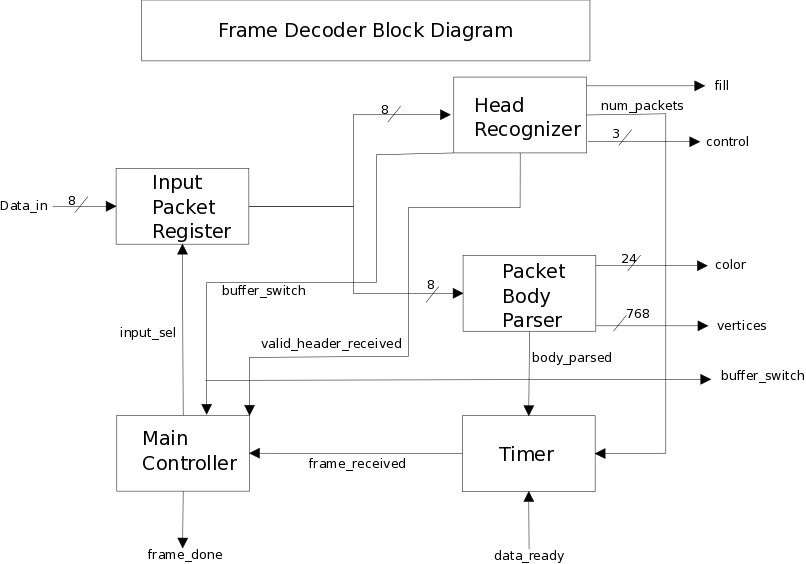 Frame Decoder Block Diagram
Head
Recognizer
fill
num_packets
8
3
control
Input
Packet
Register
Data_in
8
Packet
Body
Parser
24
color
buffer_switch
8
768
vertices
input_sel
valid_header_received
body_parsed
buffer_switch
Main
Controller
frame_received
Timer
frame_done
data_ready